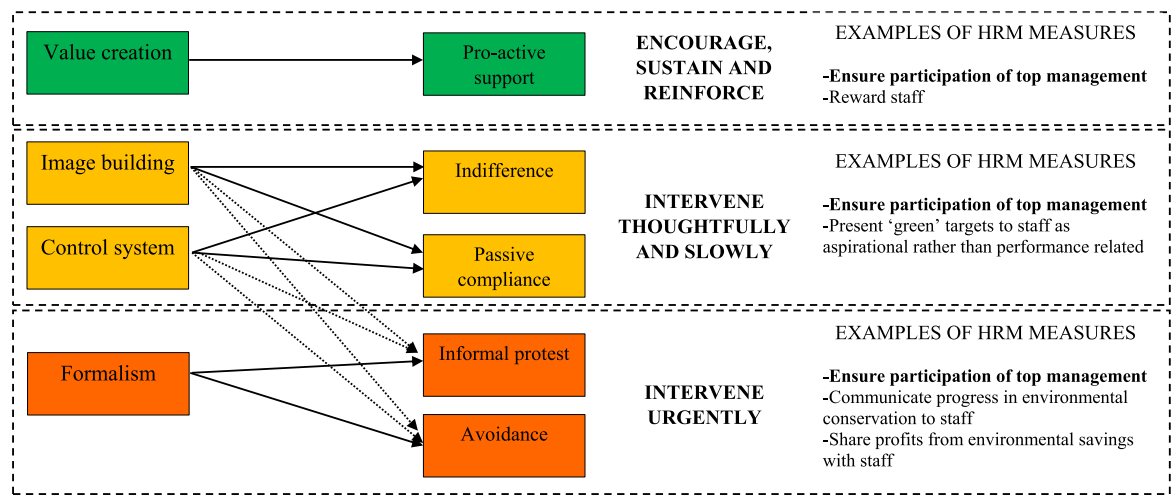 Value creation
Pro-active
support
ENCOURAGE,
SUSTAIN AND
REINFORCE
EXAMPLES OF HRM MEASURES
-Ensure participation of top management
-Reward staff
Image building
Control system
Indifference
Passive
compliance
INTERVENE
THOUGHTFULLY
AND SLOWLY
EXAMPLES OF HRM MEASURES
-Ensure participation of top management
-Present ‘green’ targets to staff as
aspirational rather than performance related
Formalism
Informal protest
Avoidance
INTERVENE
URGENTLY
EXAMPLES OF HRM MEASURES
-Ensure participation of top management
-Communicate progress in environmental
conservation to staff
-Share profits from environmental savings
with staff